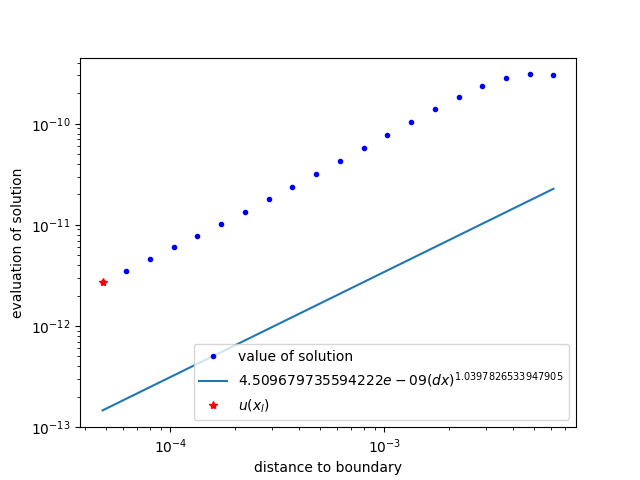 evaluation of solution
10⁻¹⁰
10⁻¹¹
10⁻¹²
10⁻¹³
value of solution
4.509679735594222e − 09(dx)^1.0397826533947905
u(x_l)
10⁻⁴
10⁻³
distance to boundary